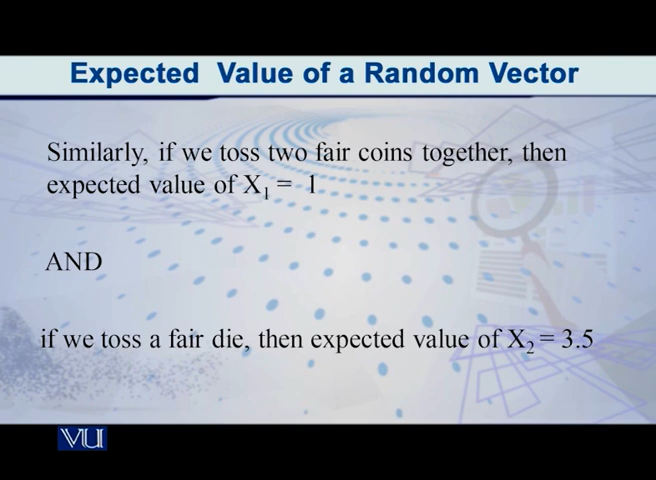 Expected Value of a Random Vector
Similarly, if we toss two fair coins together, then
expected value of X₁ = 1
AND
if we toss a fair die, then expected value of X₂ = 3.5
VU